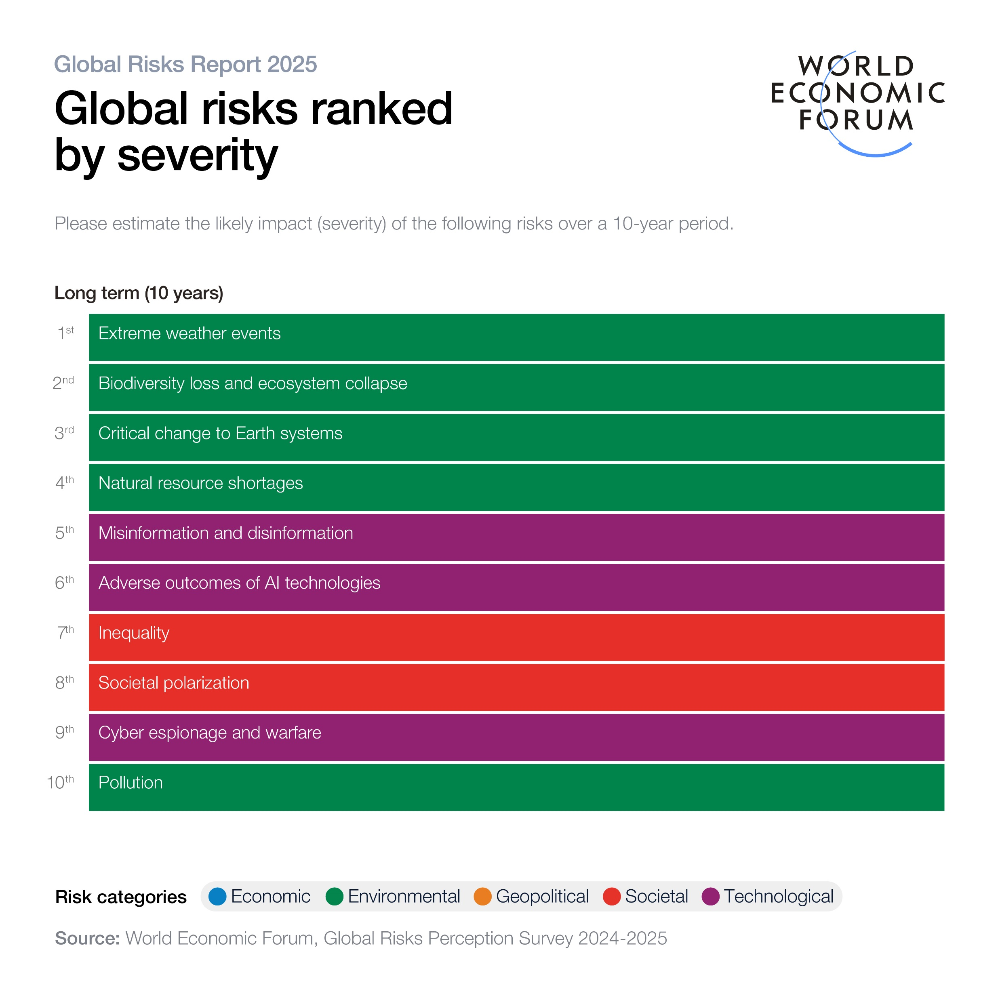 Global Risks Report 2025
Global risks ranked
by severity
WORLD
ECONOMIC
FORUM
Please estimate the likely impact (severity) of the following risks over a 10-year period.
Long term (10 years)
1st Extreme weather events
2nd Biodiversity loss and ecosystem collapse
3rd Critical change to Earth systems
4th Natural resource shortages
5th Misinformation and disinformation
6th Adverse outcomes of AI technologies
7th Inequality
8th Societal polarization
9th Cyber espionage and warfare
10th Pollution
Risk categories Economic Environmental Geopolitical Societal Technological
Source: World Economic Forum, Global Risks Perception Survey 2024-2025